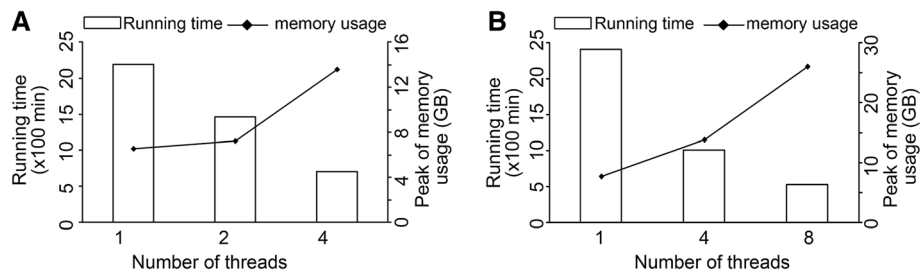 A
Running time
memory usage
25
20
15
10
5
0
Running time
(x100 min)
16
12
8
4
0
Peak of memory
usage (GB)
1 2 4
Number of threads
B
Running time
memory usage
25
20
15
10
5
0
Running time
(x100 min)
30
20
10
0
Peak of memory
usage (GB)
1 4 8
Number of threads